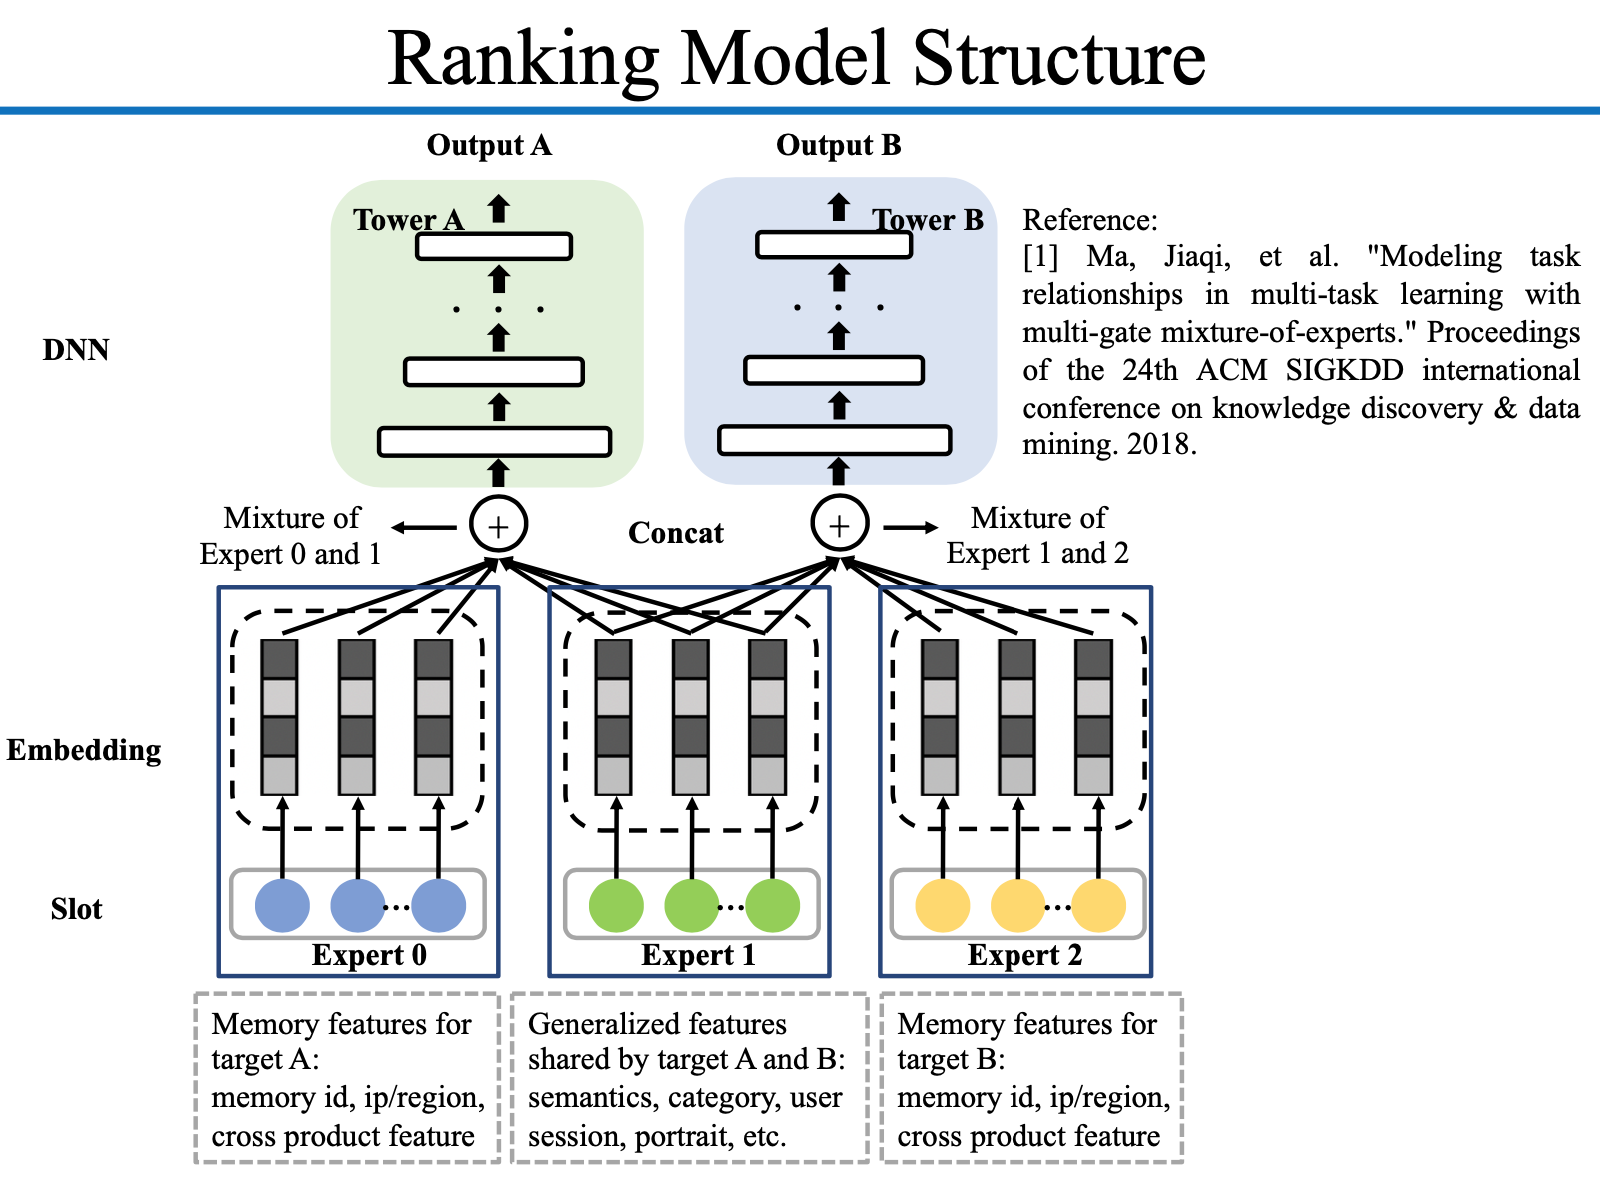 Ranking Model Structure
Output A
Output B
Tower A
Tower B
Reference:
[1] Ma, Jiaqi, et al. "Modeling task
relationships in multi-task learning with
multi-gate mixture-of-experts." Proceedings
of the 24th ACM SIGKDD international
conference on knowledge discovery & data
mining. 2018.
. . .
. . .
DNN
Mixture of
Expert 0 and 1
+
Concat
+
Mixture of
Expert 1 and 2
Embedding
Slot
...
...
...
Expert 0
Expert 1
Expert 2
Memory features for
target A:
memory id, ip/region,
cross product feature
Generalized features
shared by target A and B:
semantics, category, user
session, portrait, etc.
Memory features for
target B:
memory id, ip/region,
cross product feature